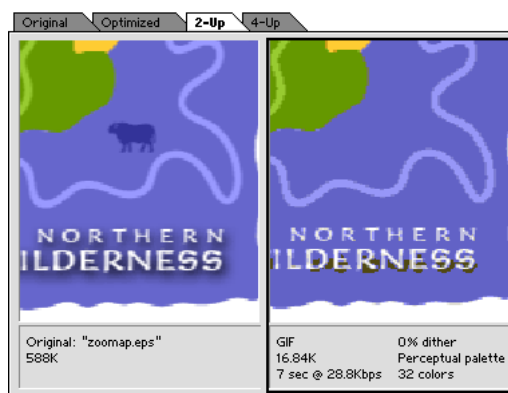 Original Optimized 2-Up 4-Up
NORTHERN
ILDERNESS
NORTHERN
ILDERNESS
Original: "zoomap.eps"
588K
GIF 0% dither
16.84K Perceptual palette
7 sec @ 28.8Kbps 32 colors